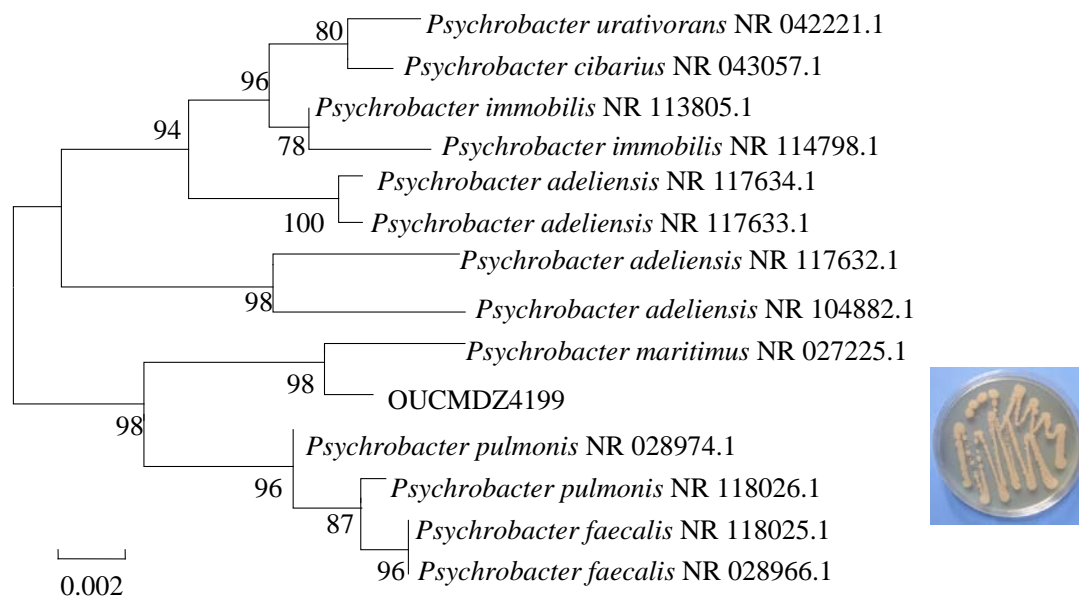 80
Psychrobacter urativorans NR 042221.1
Psychrobacter cibarius NR 043057.1
96
Psychrobacter immobilis NR 113805.1
94
78
Psychrobacter immobilis NR 114798.1
Psychrobacter adeliensis NR 117634.1
100
Psychrobacter adeliensis NR 117633.1
Psychrobacter adeliensis NR 117632.1
98
Psychrobacter adeliensis NR 104882.1
Psychrobacter maritimus NR 027225.1
98
OUCMDZ4199
98
Psychrobacter pulmonis NR 028974.1
96
Psychrobacter pulmonis NR 118026.1
87
Psychrobacter faecalis NR 118025.1
96
Psychrobacter faecalis NR 028966.1
0.002